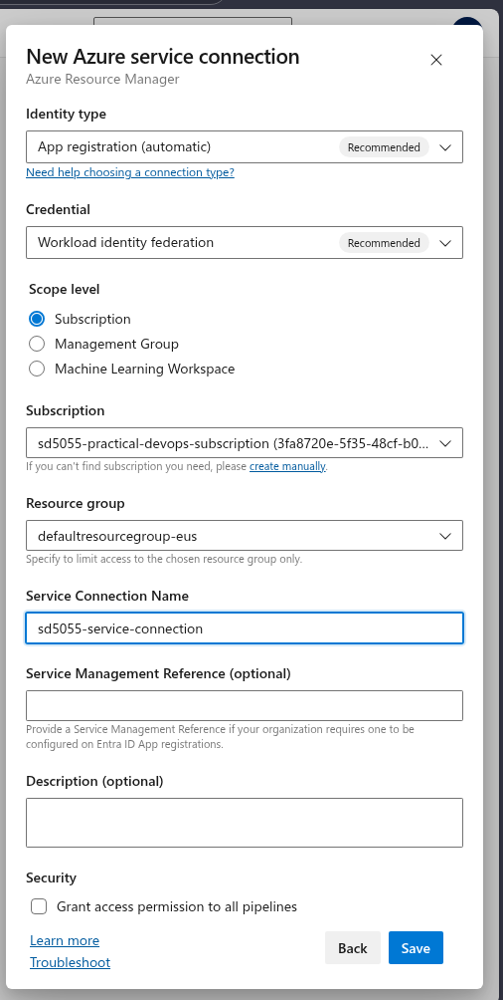 New Azure service connection
Azure Resource Manager
Identity type
App registration (automatic) Recommended
Need help choosing a connection type?
Credential
Workload identity federation Recommended
Scope level
Subscription
Management Group
Machine Learning Workspace
Subscription
sd5055-practical-devops-subscription (3fa8720e-5f35-48cf-b0...
If you can't find subscription you need, please create manually.
Resource group
defaultresourcegroup-eus
Specify to limit access to the chosen resource group only.
Service Connection Name
sd5055-service-connection
Service Management Reference (optional)
Provide a Service Management Reference if your organization requires one to be
configured on Entra ID App registrations.
Description (optional)
Security
Grant access permission to all pipelines
Learn more
Troubleshoot
Back Save